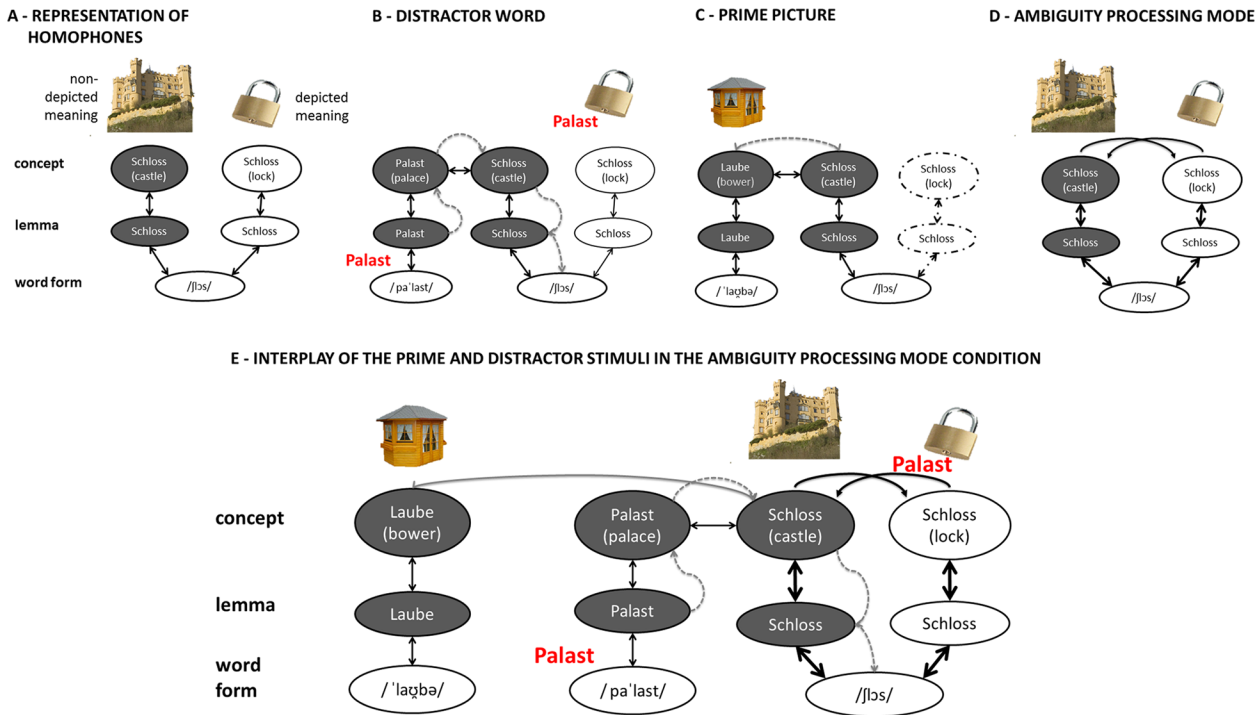 A - REPRESENTATION OF
HOMOPHONES
non-
depicted
meaning
depicted
meaning
concept
Schloss
(castle)
Schloss
(lock)
lemma
Schloss
Schloss
word form
/ʃlɔs/
B - DISTRACTOR WORD
Palast
Palast
(palace)
Schloss
(castle)
Schloss
(lock)
Palast
Schloss
Schloss
Palast
/ paˈlast/
/ʃlɔs/
C - PRIME PICTURE
Laube
(bower)
Schloss
(castle)
Schloss
(lock)
Laube
Schloss
Schloss
/ ˈlaʊ̯bə/
/ʃlɔs/
D - AMBIGUITY PROCESSING MODE
Schloss
(castle)
Schloss
(lock)
Schloss
Schloss
/ʃlɔs/
E - INTERPLAY OF THE PRIME AND DISTRACTOR STIMULI IN THE AMBIGUITY PROCESSING MODE CONDITION
Palast
concept
Laube
(bower)
Palast
(palace)
Schloss
(castle)
Schloss
(lock)
lemma
Laube
Palast
Schloss
Schloss
Palast
word
form
/ ˈlaʊ̯bə/
/ paˈlast/
/ʃlɔs/